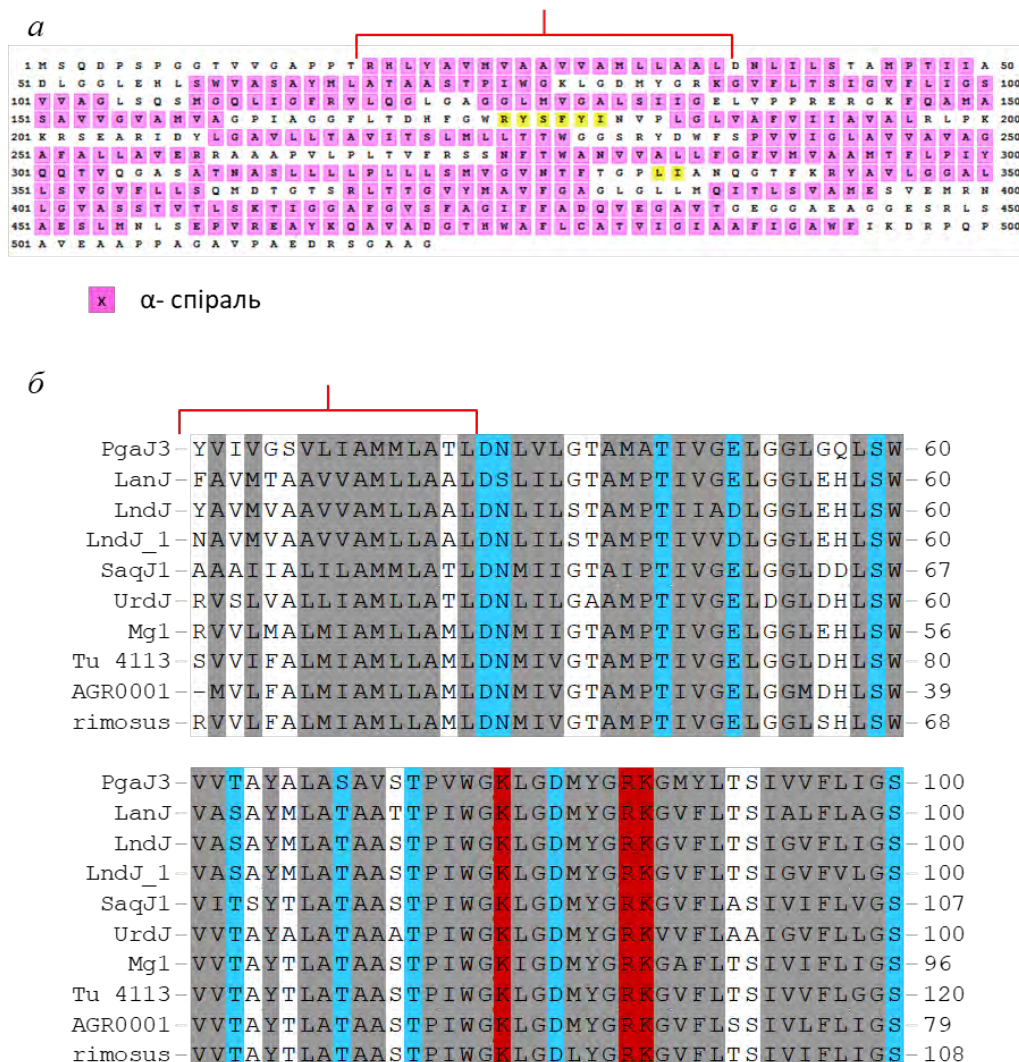 а
1 M S Q D P S P G G T V V G A P P T R H L Y A V M V A A V V A M L L A A L D N L I L S T A M P T I I A 50
51 D L G G L E H L S W V A S A Y M L A T A A S T P I W G K L G D M Y G R K G V F L T S I G V F L I G S 100
101 V V A G L S Q S M G Q L I G F R V L Q G L G A G G L M V G A L S I I G E L V P P R E R G K F Q A M A 150
151 S A V V G V A M V A G P I A G G F L T D H F G W R Y S F Y I N V P L G L V A F V I I A V A L R L P K 200
201 K R S E A R I D Y L G A V L L T A V I T S L M L L T T W G G S R Y D W F S P V V I G L A V V A V A G 250
251 A F A L L A V E R R A A A P V L P L T V F R S S N F T W A N V V A L L F G F V M V A A M T F L P I Y 300
301 Q Q T V Q G A S A T N A S L L L L P L L L S M V G V N T F T G P L I A N Q G T F K R Y A V L G G A L 350
351 L S V G V F L L S Q M D T G T S R L T T G V Y M A V F G A G L G L L M Q I T L S V A M E S V E M R N 400
401 L G V A S S T V T L S K T I G G A F G V S F A G I F F A D Q V E G A V T G E G G A E A G G E S R L S 450
451 A E S L M N L S E P V R E A Y K Q A V A D G T H W A F L C A T V I G I A A F I G A W F I K D R P Q P 500
501 A V E A A P P A G A V P A E D R S G A A G
x α- спіраль
б
PgaJ3 YVIVGSVLIAMMLATLDNLVLGTAMATIVGELGGLGQLSW 60
LanJ FAVMTAAVVAMLLAALDSLILGTAMPTIVGELGGLEHLSW 60
LndJ YAVMVAAVVAMLLAALDNLILSTAMPTIIADLGGLEHLSW 60
LndJ_1 NAVMVAAVVAMLLAALDNLILSTAMPTIVVDLGGLEHLSW 60
SaqJ1 AAAIIALILAMMLATLDNMIIGTAIPTIVGELGGLDDLSW 67
UrdJ RVSLVALLIAMLLATLDNLILGAAMPTIVGELDGLDHLSW 60
Mg1 RVVLMALMIAMLLAMLDNMIIGTAMPTIVGELGGLEHLSW 56
Tu 4113 SVVIFALMIAMLLAMLDNMIVGTAMPTIVGELGGLDHLSW 80
AGR0001 -MVLFALMIAMLLAMLDNMIVGTAMPTIVGELGGMDHLSW 39
rimosus RVVLFALMIAMLLAMLDNMIVGTAMPTIVGELGGLSHLSW 68
PgaJ3 VVTAYALASAVSTPVWGKLGDMYGRKGMYLTSIVVFLIGS 100
LanJ VASAYMLATAATTPIWGKLGDMYGRKGVFLTSIALFLAGS 100
LndJ VASAYMLATAASTPIWGKLGDMYGRKGVFLTSIGVFLIGS 100
LndJ_1 VASAYMLATAASTPIWGKLGDMYGRKGVFLTSIGVFVLGS 100
SaqJ1 VITSYTLATAASTPIWGKLGDMYGRKGVFLASIVIFLVGS 107
UrdJ VVTAYALATAAATPIWGKLGDMYGRKVVFLAAIGVFLLGS 100
Mg1 VVTAYTLATAASTPIWGKIGDMYGRKGAFLTSIVIFLIGS 96
Tu 4113 VVTAYTLATAASTPIWGKLGDMYGRKGVFLTSIVVFLGGS 120
AGR0001 VVTAYTLATAASTPIWGKLGDMYGRKGVFLSSIVLFLIGS 79
rimosus VVTAYTLATAASTPIWGKLGDLYGRKGVFLTSIVIFLIGS 108